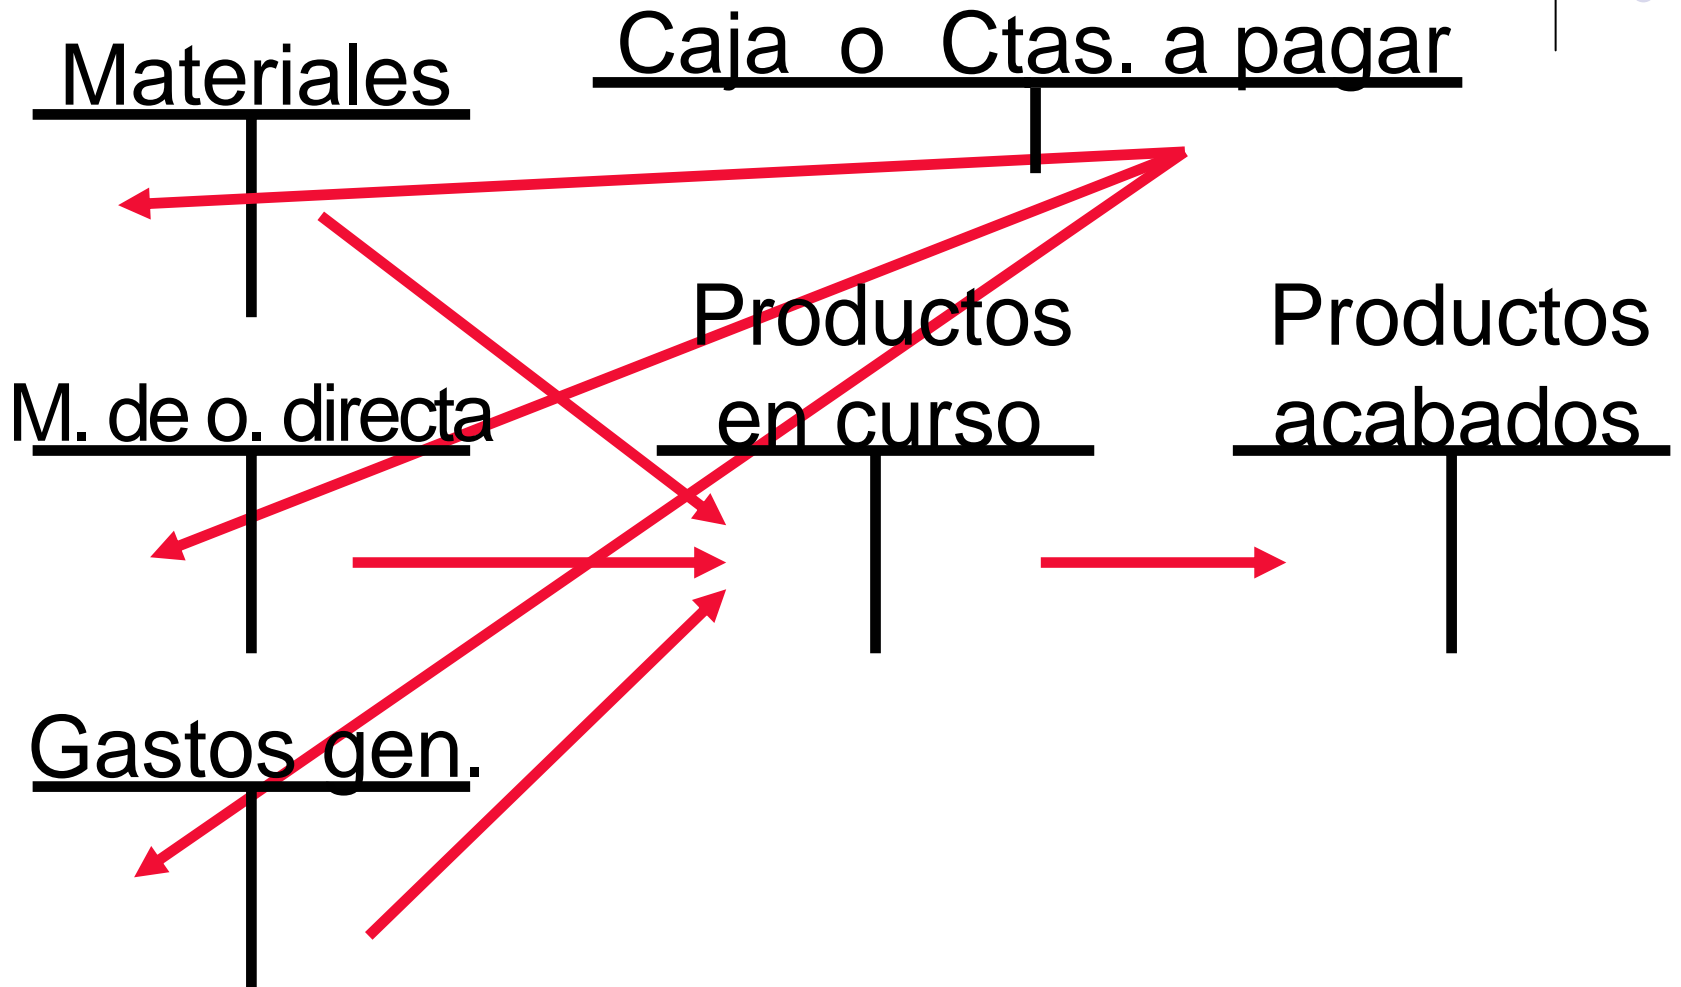 Materiales
Caja o Ctas. a pagar
M. de o. directa
Productos
en curso
Productos
acabados
Gastos gen.